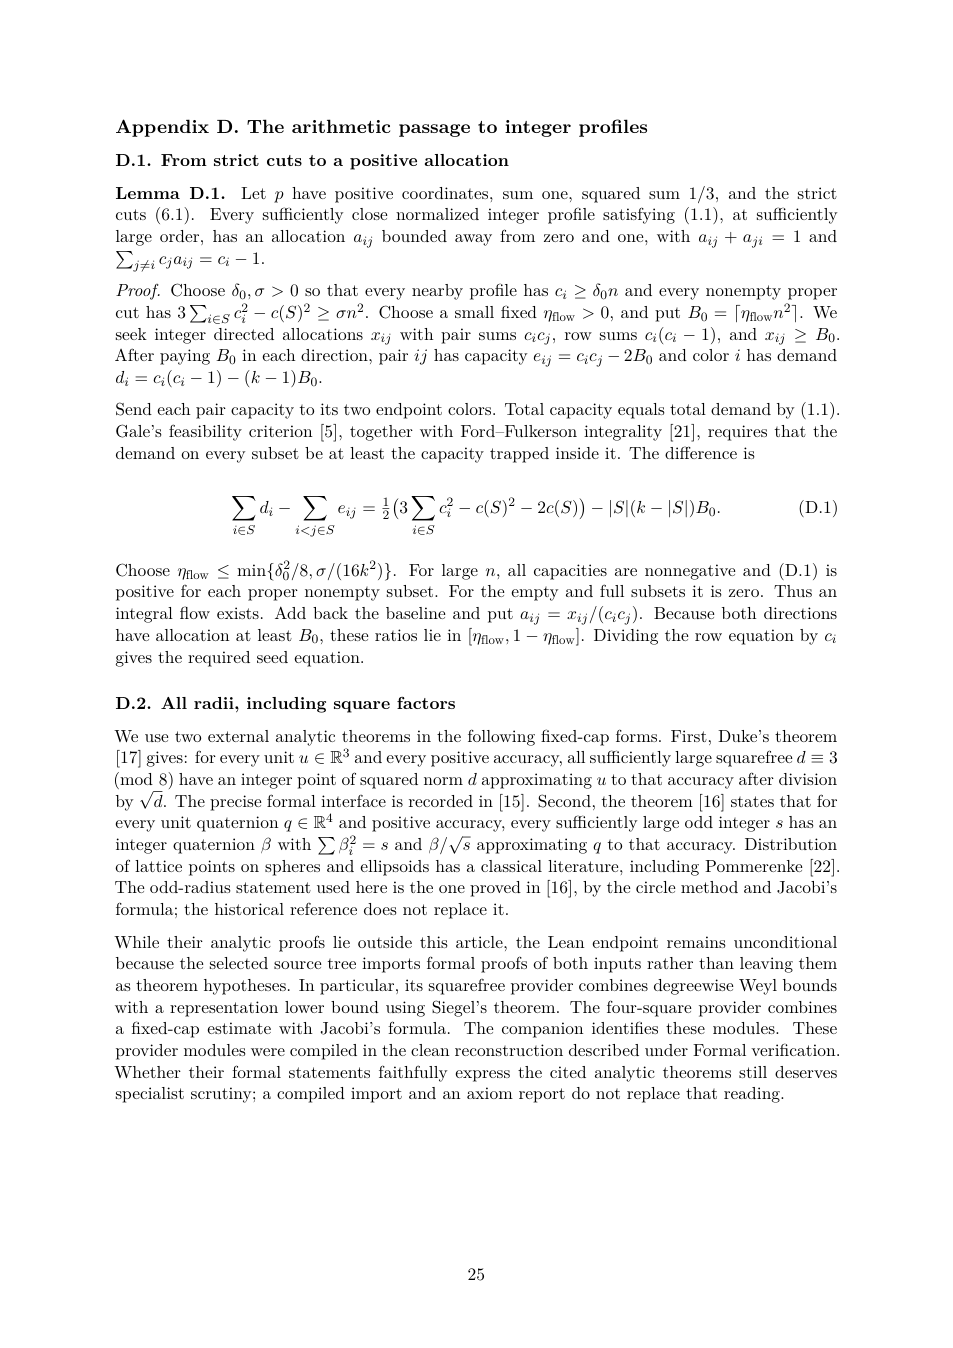 Appendix D. The arithmetic passage to integer profiles
D.1. From strict cuts to a positive allocation
Lemma D.1. Let p have positive coordinates, sum one, squared sum 1/3, and the strict
cuts (6.1). Every sufficiently close normalized integer profile satisfying (1.1), at sufficiently
large order, has an allocation a_{ij} bounded away from zero and one, with a_{ij} + a_{ji} = 1 and
∑_{j≠i} c_j a_{ij} = c_i − 1.
Proof. Choose δ_0, σ > 0 so that every nearby profile has c_i ≥ δ_0 n and every nonempty proper
cut has 3 ∑_{i∈S} c_i^2 − c(S)^2 ≥ σn^2. Choose a small fixed η_{flow} > 0, and put B_0 = ⌈η_{flow} n^2⌉. We
seek integer directed allocations x_{ij} with pair sums c_i c_j, row sums c_i(c_i − 1), and x_{ij} ≥ B_0.
After paying B_0 in each direction, pair ij has capacity e_{ij} = c_i c_j − 2B_0 and color i has demand
d_i = c_i(c_i − 1) − (k − 1)B_0.
Send each pair capacity to its two endpoint colors. Total capacity equals total demand by (1.1).
Gale's feasibility criterion [5], together with Ford–Fulkerson integrality [21], requires that the
demand on every subset be at least the capacity trapped inside it. The difference is
∑_{i∈S} d_i − ∑_{i<j∈S} e_{ij} = ½(3 ∑_{i∈S} c_i^2 − c(S)^2 − 2c(S)) − |S|(k − |S|)B_0. (D.1)
Choose η_{flow} ≤ min{δ_0^2/8, σ/(16k^2)}. For large n, all capacities are nonnegative and (D.1) is
positive for each proper nonempty subset. For the empty and full subsets it is zero. Thus an
integral flow exists. Add back the baseline and put a_{ij} = x_{ij}/(c_i c_j). Because both directions
have allocation at least B_0, these ratios lie in [η_{flow}, 1 − η_{flow}]. Dividing the row equation by c_i
gives the required seed equation.
D.2. All radii, including square factors
We use two external analytic theorems in the following fixed-cap forms. First, Duke's theorem
[17] gives: for every unit u ∈ ℝ^3 and every positive accuracy, all sufficiently large squarefree d ≡ 3
(mod 8) have an integer point of squared norm d approximating u to that accuracy after division
by √d. The precise formal interface is recorded in [15]. Second, the theorem [16] states that for
every unit quaternion q ∈ ℝ^4 and positive accuracy, every sufficiently large odd integer s has an
integer quaternion β with ∑ β_i^2 = s and β/√s approximating q to that accuracy. Distribution
of lattice points on spheres and ellipsoids has a classical literature, including Pommerenke [22].
The odd-radius statement used here is the one proved in [16], by the circle method and Jacobi's
formula; the historical reference does not replace it.
While their analytic proofs lie outside this article, the Lean endpoint remains unconditional
because the selected source tree imports formal proofs of both inputs rather than leaving them
as theorem hypotheses. In particular, its squarefree provider combines degreewise Weyl bounds
with a representation lower bound using Siegel's theorem. The four-square provider combines
a fixed-cap estimate with Jacobi's formula. The companion identifies these modules. These
provider modules were compiled in the clean reconstruction described under Formal verification.
Whether their formal statements faithfully express the cited analytic theorems still deserves
specialist scrutiny; a compiled import and an axiom report do not replace that reading.
25